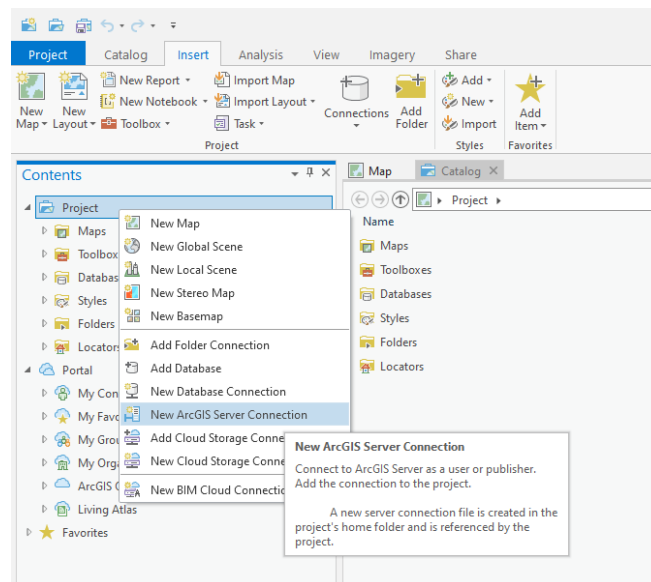 Project Catalog Insert Analysis View Imagery Share
New Report Import Map
New Notebook Import Layout
New New Toolbox Task Connections Add Add New Import Add
Map Layout Folder Item
Project Styles Favorites
Contents
Map Catalog
Project
Project
Name
Maps
Toolbox
Databas
Styles
Folders
Locator
Portal
My Con
My Favo
My Grou
My Orga
ArcGIS
Living Atlas
Favorites
New Map
New Global Scene
New Local Scene
New Stereo Map
New Basemap
Add Folder Connection
Add Database
New Database Connection
New ArcGIS Server Connection
Add Cloud Storage Conne
New Cloud Storage Conne
New BIM Cloud Connectio
Maps
Toolboxes
Databases
Styles
Folders
Locators
New ArcGIS Server Connection
Connect to ArcGIS Server as a user or publisher.
Add the connection to the project.
A new server connection file is created in the
project's home folder and is referenced by the
project.